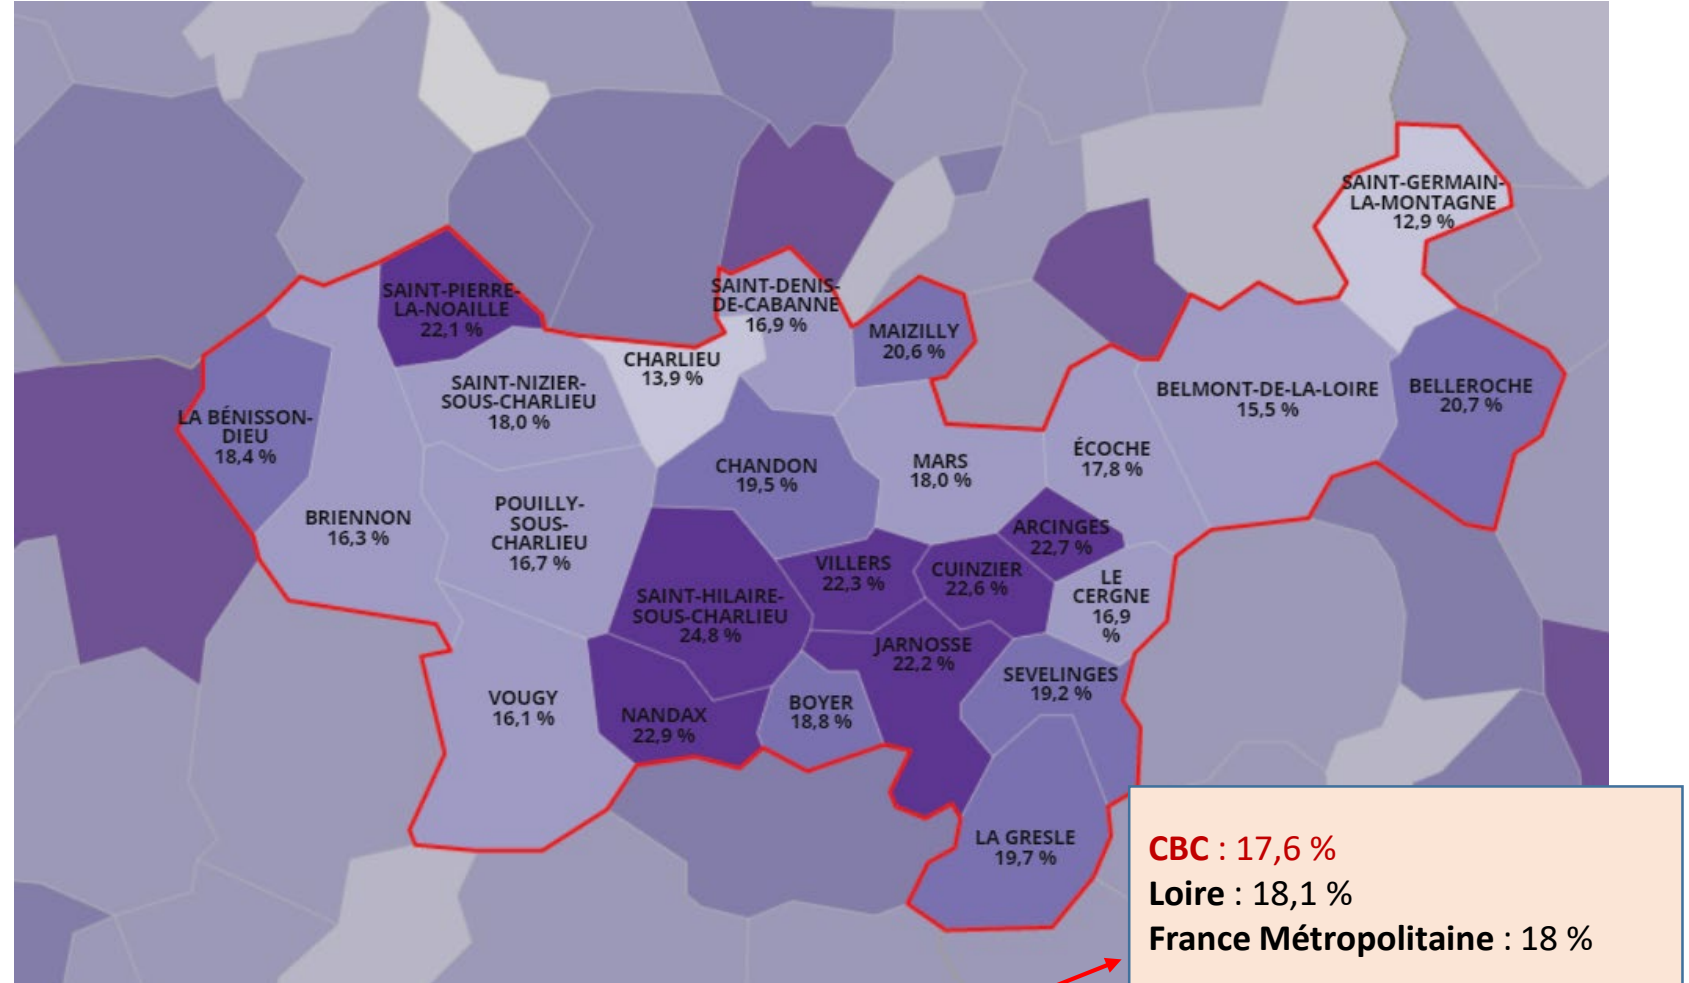 SAINT-GERMAIN-
LA-MONTAGNE
12,9 %
SAINT-PIERRE-
LA-NOAILLE
22,1 %
SAINT-DENIS-
DE-CABANNE
16,9 %
MAIZILLY
20,6 %
CHARLIEU
13,9 %
SAINT-NIZIER-
SOUS-CHARLIEU
18,0 %
BELMONT-DE-LA-LOIRE
15,5 %
BELLEROCHE
20,7 %
LA BÉNISSON-
DIEU
18,4 %
CHANDON
19,5 %
MARS
18,0 %
ÉCOCHE
17,8 %
BRIENNON
16,3 %
POUILLY-
SOUS-
CHARLIEU
16,7 %
ARCINGES
22,7 %
VILLERS
22,3 %
CUINZIER
22,6 %
LE
CERGNE
16,9
%
SAINT-HILAIRE-
SOUS-CHARLIEU
24,8 %
JARNOSSE
22,2 %
SEVELINGES
19,2 %
VOUGY
16,1 %
NANDAX
22,9 %
BOYER
18,8 %
LA GRESLE
19,7 %
CBC : 17,6 %
Loire : 18,1 %
France Métropolitaine : 18 %